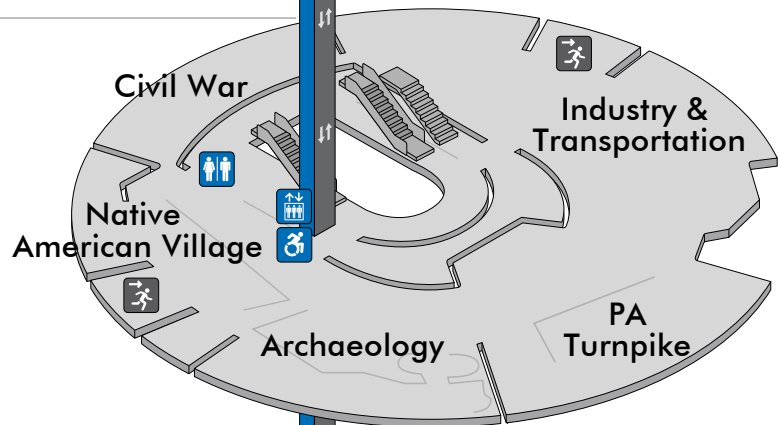 Civil War
Industry &
Transportation
Native
American Village
Archaeology
PA
Turnpike